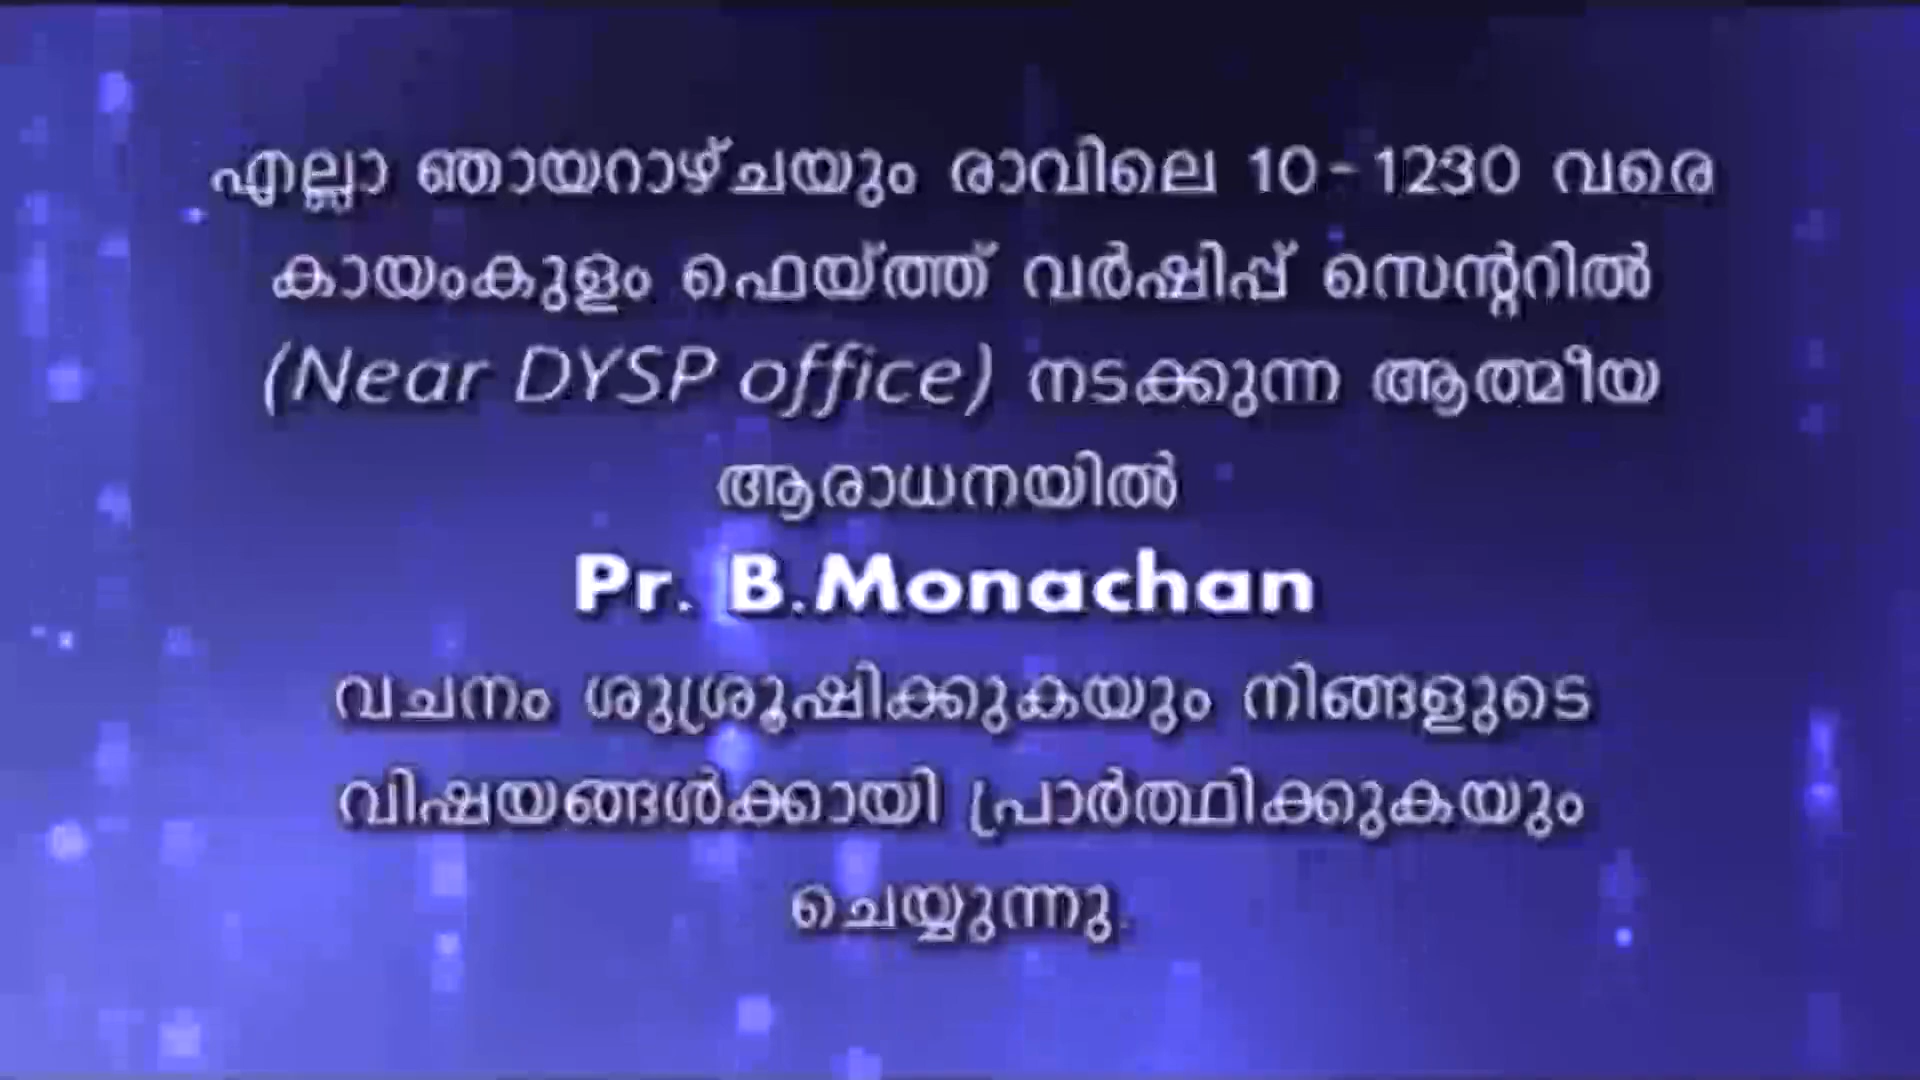 എല്ലാ ഞായറാഴ്ചയും രാവിലെ 10-1230 വരെ
കായംകുളം ഫെയ്ത്ത് വർഷിപ്പ് സെന്ററിൽ
(Near DYSP office) നടക്കുന്ന ആത്മീയ
ആരാധനയിൽ
Pr. B.Monachan
വചനം ശുശ്രൂഷിക്കുകയും നിങ്ങളുടെ
വിഷയങ്ങൾക്കായി പ്രാർത്ഥിക്കുകയും
ചെയ്യുന്നു.